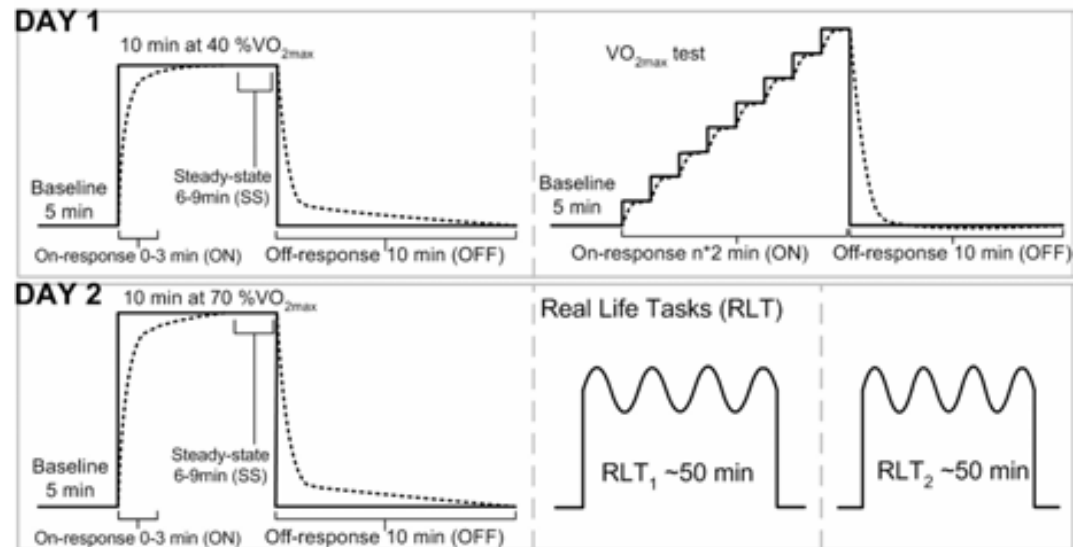 DAY 1
10 min at 40 %VO2max
Baseline
5 min
Steady-state
6-9min (SS)
On-response 0-3 min (ON)
Off-response 10 min (OFF)
VO2max test
Baseline
5 min
On-response n*2 min (ON)
Off-response 10 min (OFF)
DAY 2
10 min at 70 %VO2max
Baseline
5 min
Steady-state
6-9min (SS)
On-response 0-3 min (ON)
Off-response 10 min (OFF)
Real Life Tasks (RLT)
RLT1 ~50 min
RLT2 ~50 min